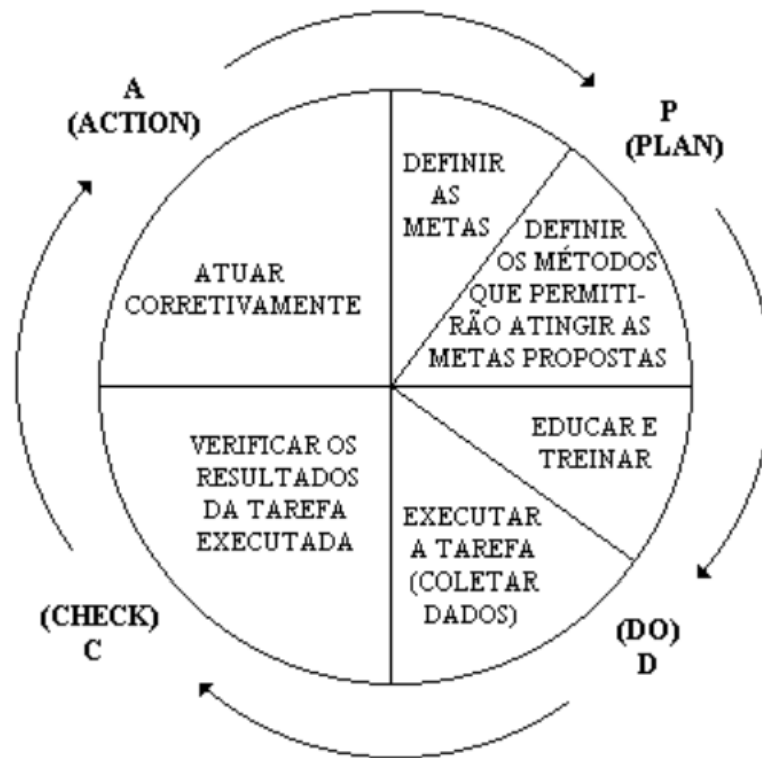 A
(ACTION)
P
(PLAN)
DEFINIR
AS
METAS
DEFINIR
OS MÉTODOS
QUE PERMITI-
RÃO ATINGIR AS
METAS PROPOSTAS
ATUAR
CORRETIVAMENTE
EDUCAR E
TREINAR
VERIFICAR OS
RESULTADOS
DA TAREFA
EXECUTADA
EXECUTAR
A TAREFA
(COLETAR
DADOS)
(CHECK)
C
(DO)
D